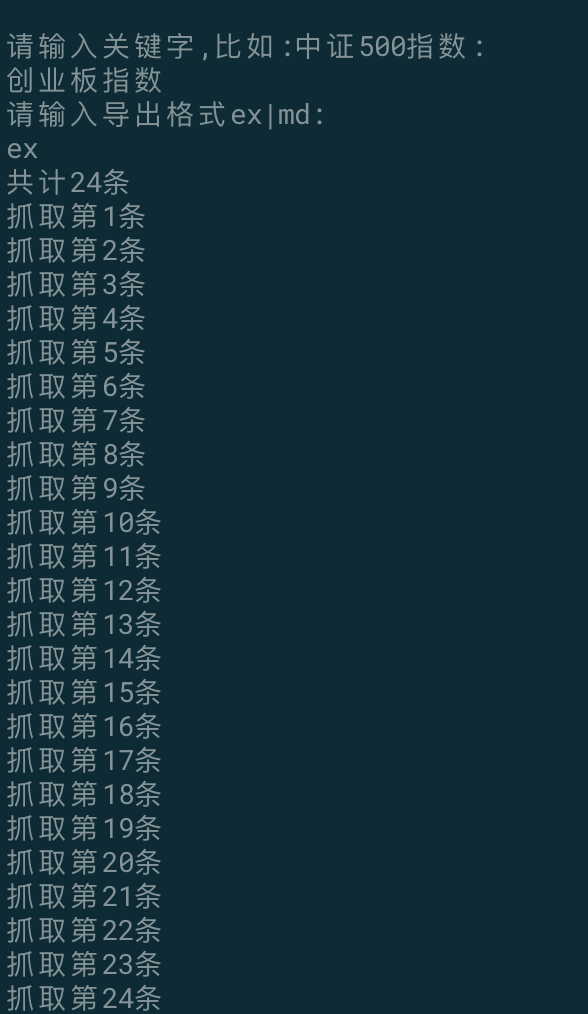 请输入关键字,比如:中证500指数:
创业板指数
请输入导出格式ex|md:
ex
共计24条
抓取第1条
抓取第2条
抓取第3条
抓取第4条
抓取第5条
抓取第6条
抓取第7条
抓取第8条
抓取第9条
抓取第10条
抓取第11条
抓取第12条
抓取第13条
抓取第14条
抓取第15条
抓取第16条
抓取第17条
抓取第18条
抓取第19条
抓取第20条
抓取第21条
抓取第22条
抓取第23条
抓取第24条